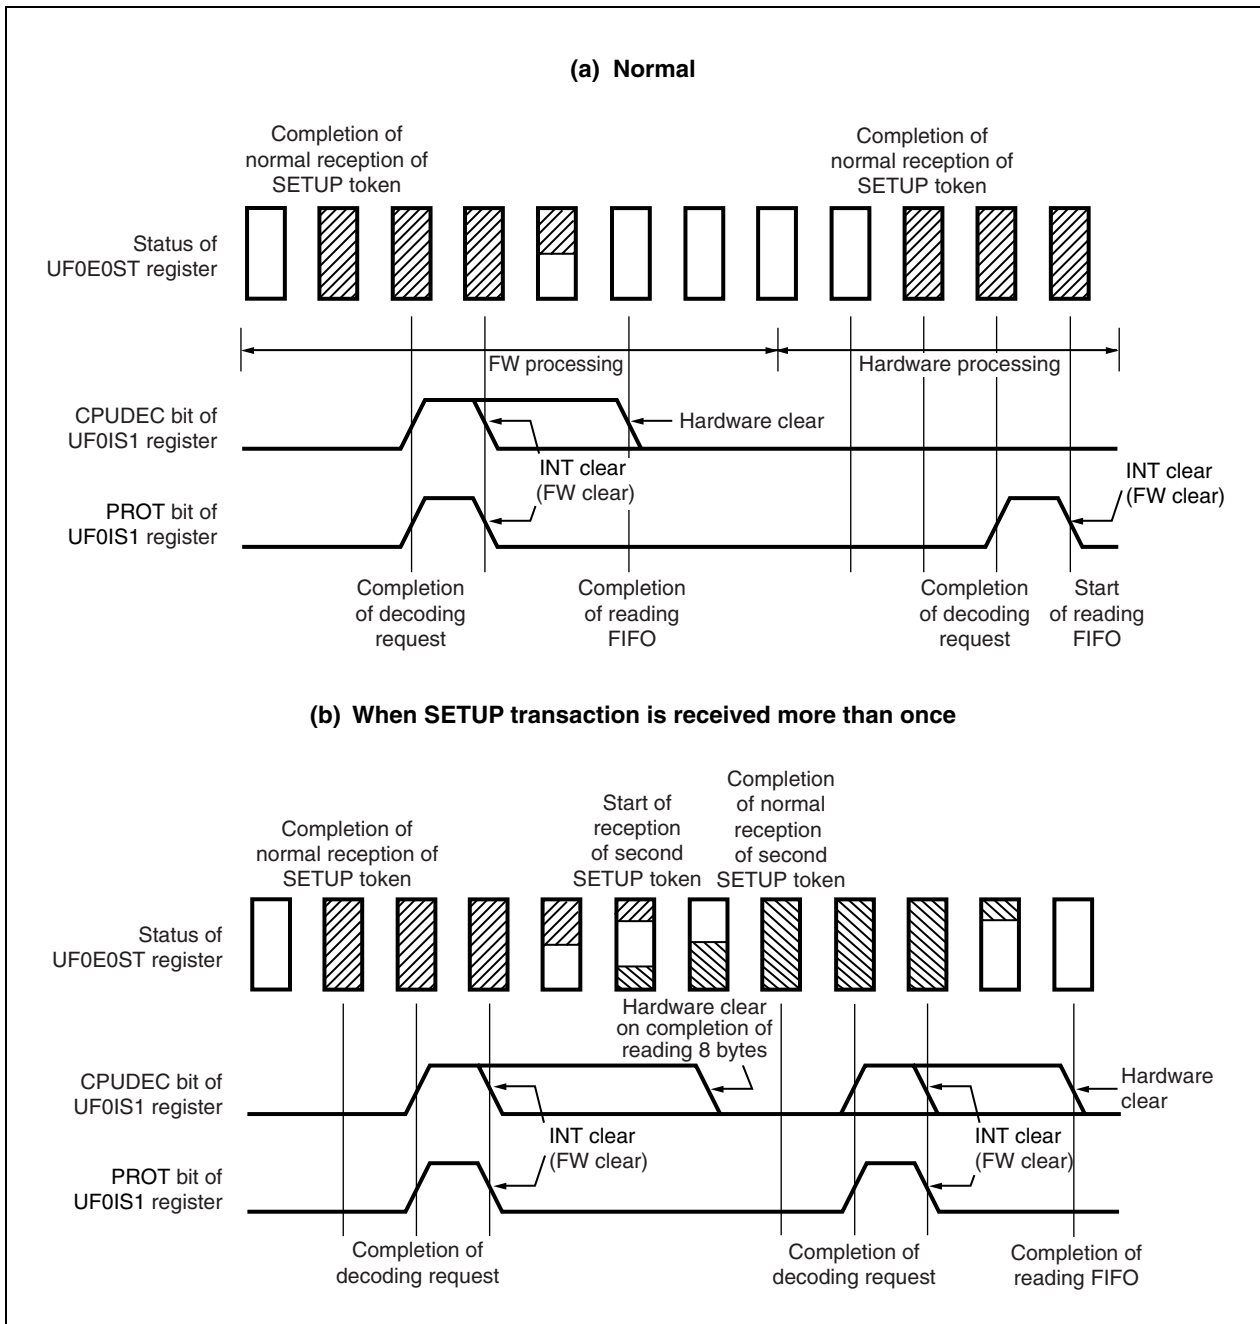 (a) Normal
Completion of
normal reception of
SETUP token
Completion of
normal reception of
SETUP token
Status of
UF0E0ST register
FW processing
Hardware processing
CPUDEC bit of
UF0IS1 register
Hardware clear
INT clear
(FW clear)
INT clear
(FW clear)
PROT bit of
UF0IS1 register
Completion
of decoding
request
Completion
of reading
FIFO
Completion
of decoding
request
Start
of reading
FIFO
(b) When SETUP transaction is received more than once
Completion of
normal reception of
SETUP token
Start of
reception
of second
SETUP token
Completion
of normal
reception
of second
SETUP token
Status of
UF0E0ST register
Hardware clear
on completion of
reading 8 bytes
CPUDEC bit of
UF0IS1 register
Hardware
clear
INT clear
(FW clear)
INT clear
(FW clear)
PROT bit of
UF0IS1 register
Completion of
decoding request
Completion of
decoding request
Completion of
reading FIFO